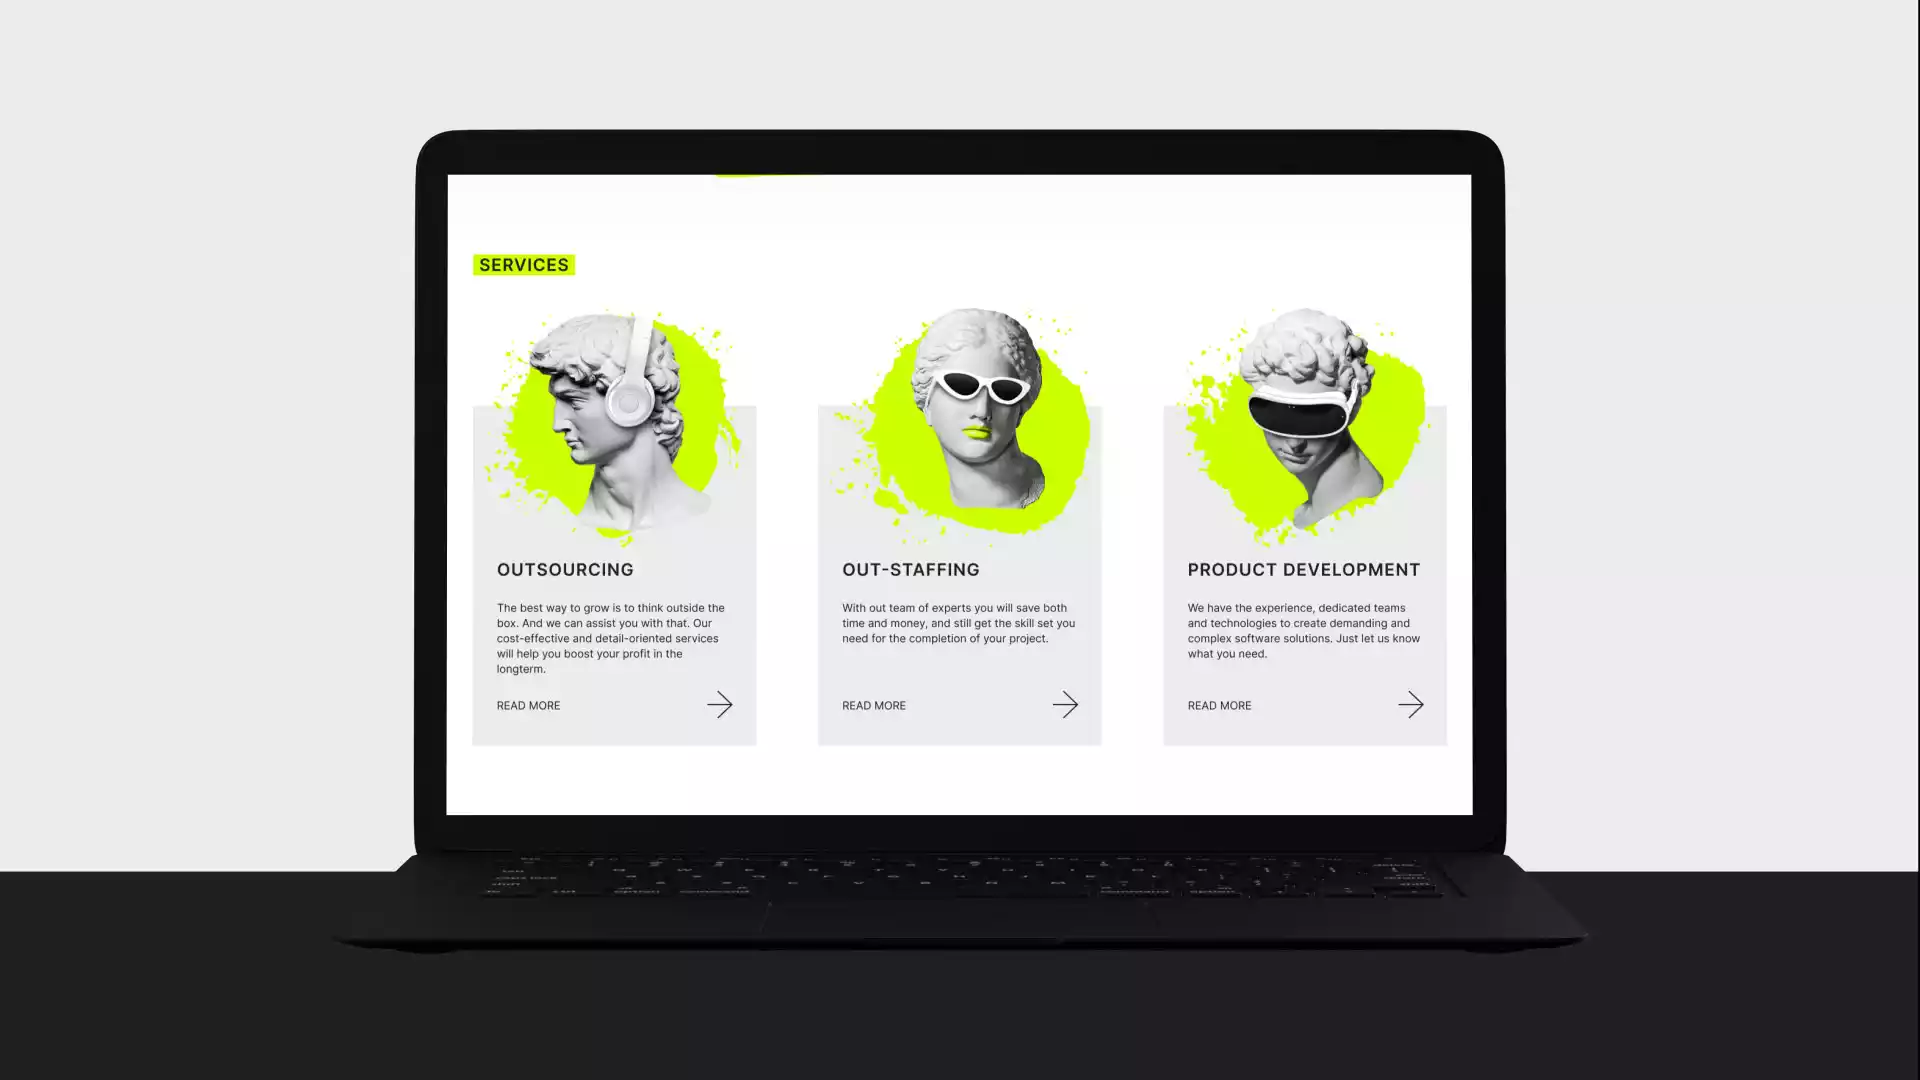 SERVICES
OUTSOURCING
The best way to grow is to think outside the
box. And we can assist you with that. Our
cost-effective and detail-oriented services
will help you boost your profit in the
longterm.
READ MORE
OUT-STAFFING
With out team of experts you will save both
time and money, and still get the skill set you
need for the completion of your project.
READ MORE
PRODUCT DEVELOPMENT
We have the experience, dedicated teams
and technologies to create demanding and
complex software solutions. Just let us know
what you need.
READ MORE